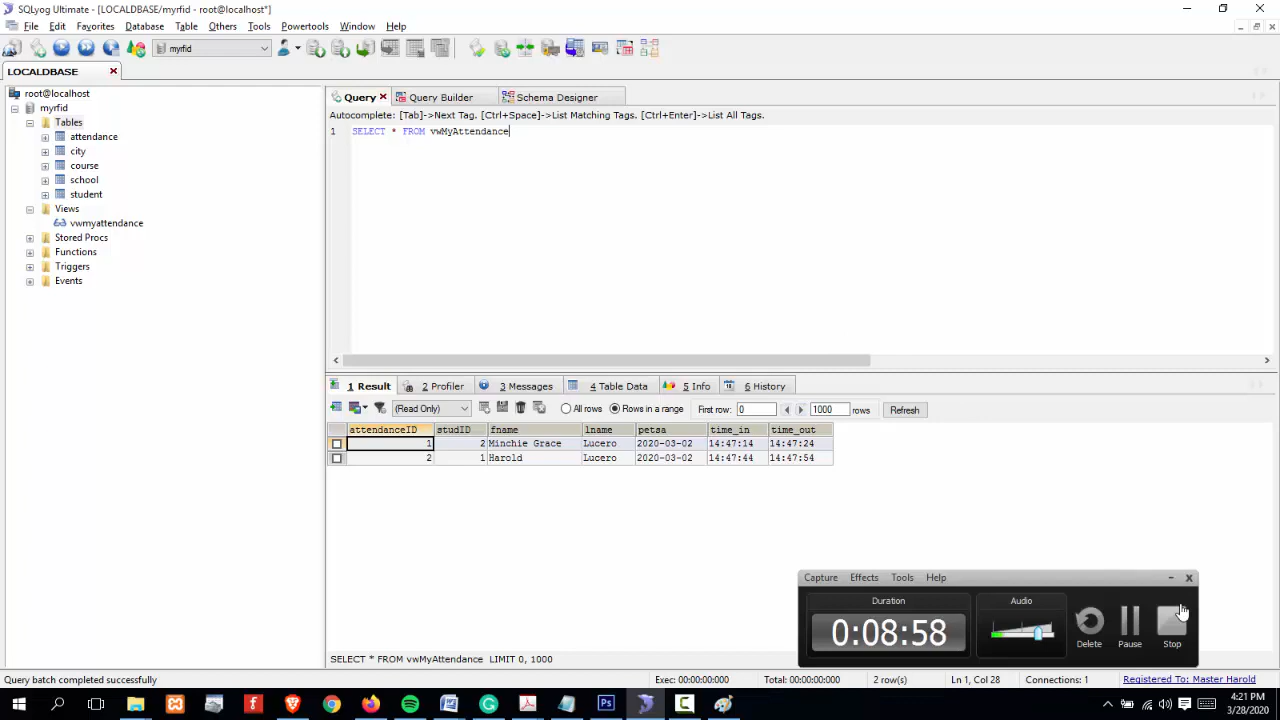 SQLyog Ultimate - [LOCALDBASE/myrfid - root@localhost*]
File Edit Favorites Database Table Others Tools Powertools Window Help
myrfid
LOCALDBASE
root@localhost
myrfid
Tables
attendance
city
course
school
student
Views
vwmyattendance
Stored Procs
Functions
Triggers
Events
Query Query Builder Schema Designer
Autocomplete: [Tab]->Next Tag. [Ctrl+Space]->List Matching Tags. [Ctrl+Enter]->List All Tags.
1 SELECT * FROM vwMyAttendance
1 Result 2 Profiler 3 Messages 4 Table Data 5 Info 6 History
(Read Only) All rows Rows in a range First row: 0 1000 rows Refresh
attendanceID studID fname lname petsa time_in time_out
1 2 Minchie Grace Lucero 2020-03-02 14:47:14 14:47:24
2 1 Harold Lucero 2020-03-02 14:47:44 14:47:54
Capture Effects Tools Help
Duration Audio
0:08:58
Delete Pause Stop
SELECT * FROM vwMyAttendance LIMIT 0, 1000
Query batch completed successfully Exec: 00:00:00:000 Total: 00:00:00:000 2 row(s) Ln 1, Col 28 Connections: 1 Registered To: Master Harold
4:21 PM
3/28/2020